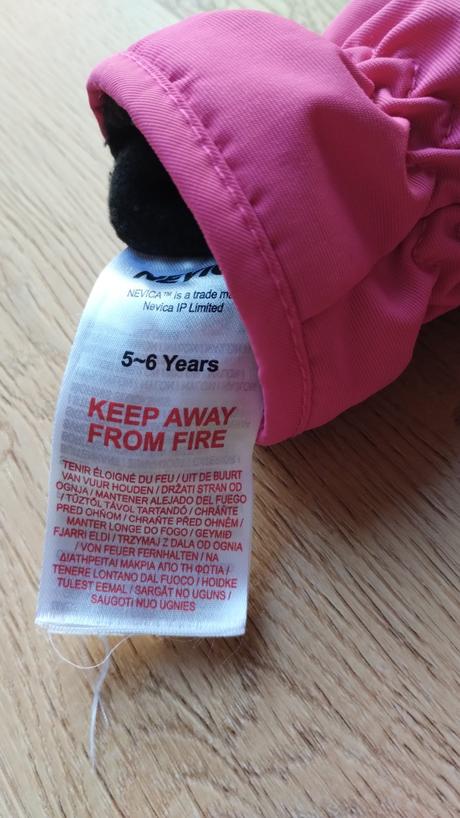 NEVICA
NEVICA™ is a trade ma
Nevica IP Limited
5~6 Years
KEEP AWAY
FROM FIRE
TENIR ÉLOIGNÉ DU FEU / UIT DE BUURT
VAN VUUR HOUDEN / DRŽATI STRAN OD
OGNJA / MANTENER ALEJADO DEL FUEGO
/ TŰZTŐL TÁVOL TARTANDÓ / CHRÁŇTE
PRED OHŇOM / CHRAŇTE PŘED OHNĚM /
MANTER LONGE DO FOGO / GEYMIÐ
FJARRI ELDI / TRZYMAJ Z DALA OD OGNIA
/ VON FEUER FERNHALTEN / ΝΑ
ΔΙΑΤΗΡΕΙΤΑΙ ΜΑΚΡΙΑ ΑΠΟ ΤΗ ΦΩΤΙΑ /
TENERE LONTANO DAL FUOCO / HOIDKE
TULEST EEMAL / SARGĀT NO UGUNS /
SAUGOTI NUO UGNIES